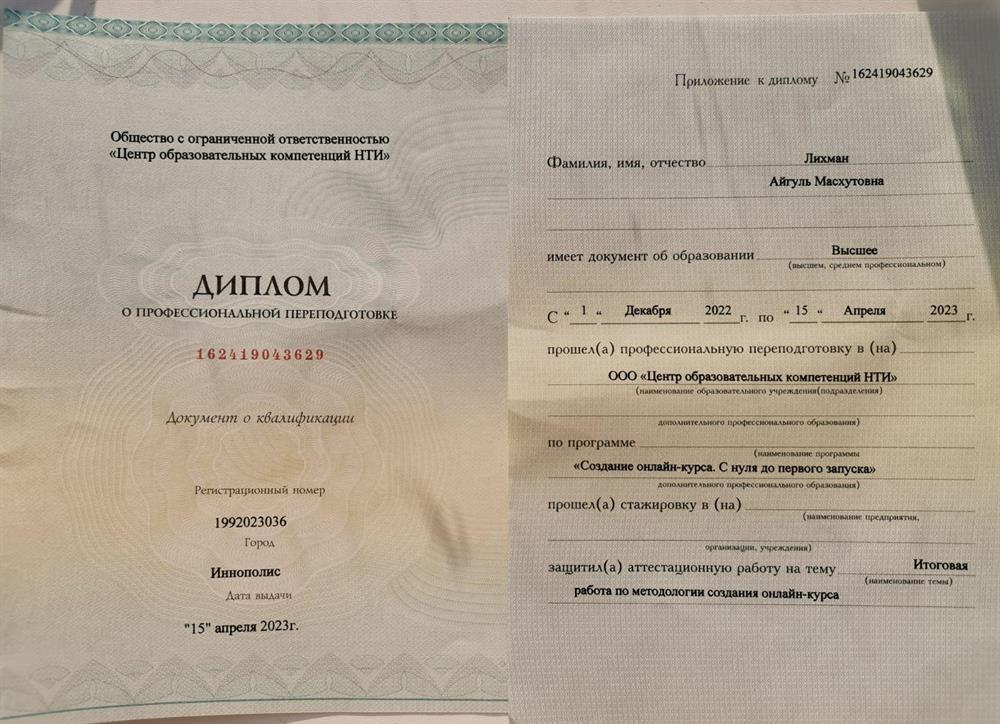 Общество с ограниченной ответственностью
«Центр образовательных компетенций НТИ»
ДИПЛОМ
О ПРОФЕССИОНАЛЬНОЙ ПЕРЕПОДГОТОВКЕ
162419043629
Документ о квалификации
Регистрационный номер
1992023036
Город
Иннополис
Дата выдачи
"15" апреля 2023г.
Приложение к диплому № 162419043629
Фамилия, имя, отчество Лихман
Айгуль Масхутовна
имеет документ об образовании Высшее
(высшем, среднем профессиональном)
С “ 1 “ Декабря 2022 г. по “ 15 “ Апреля 2023 г.
прошел(а) профессиональную переподготовку в (на)
ООО «Центр образовательных компетенций НТИ»
(наименование образовательного учреждения(подразделения)
дополнительного профессионального образования)
по программе
(наименование программы
«Создание онлайн-курса. С нуля до первого запуска»
дополнительного профессионального образования)
прошел(а) стажировку в (на)
(наименование предприятия,
организации, учреждения)
защитил(а) аттестационную работу на тему Итоговая
(наименование темы)
работа по методологии создания онлайн-курса